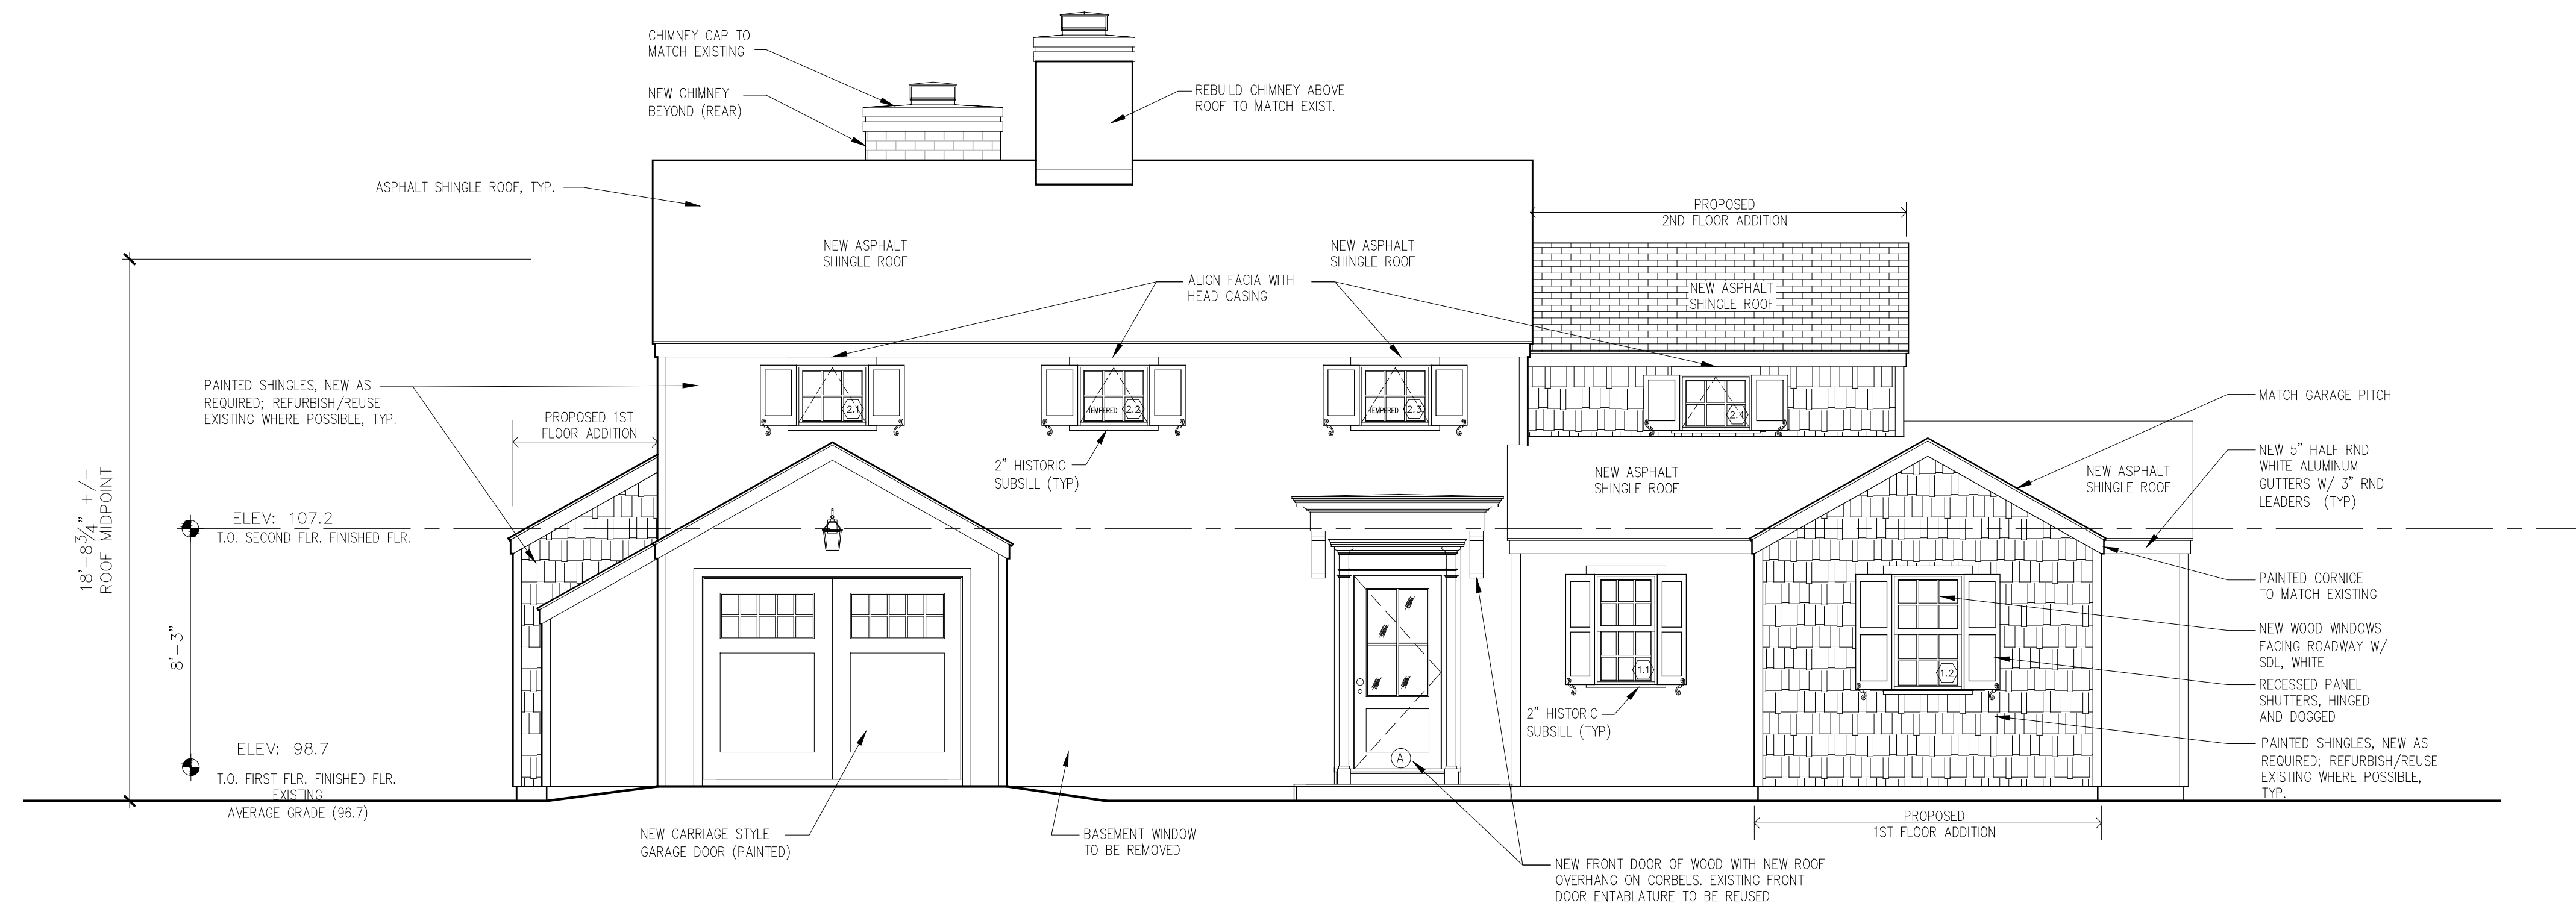 CHIMNEY CAP TO
MATCH EXISTING
NEW CHIMNEY
BEYOND (REAR)
REBUILD CHIMNEY ABOVE
ROOF TO MATCH EXIST.
ASPHALT SHINGLE ROOF, TYP.
PROPOSED
2ND FLOOR ADDITION
NEW ASPHALT
SHINGLE ROOF
NEW ASPHALT
SHINGLE ROOF
ALIGN FACIA WITH
HEAD CASING
NEW ASPHALT
SHINGLE ROOF
PAINTED SHINGLES, NEW AS
REQUIRED; REFURBISH/REUSE
EXISTING WHERE POSSIBLE, TYP.
PROPOSED 1ST
FLOOR ADDITION
2.1
TEMPERED
2.2
TEMPERED
2.3
2.4
MATCH GARAGE PITCH
2" HISTORIC
SUBSILL (TYP)
NEW ASPHALT
SHINGLE ROOF
NEW ASPHALT
SHINGLE ROOF
NEW 5" HALF RND
WHITE ALUMINUM
GUTTERS W/ 3" RND
LEADERS (TYP)
18'-8 3/4" +/-
ROOF MIDPOINT
ELEV: 107.2
T.O. SECOND FLR. FINISHED FLR.
8'-3"
PAINTED CORNICE
TO MATCH EXISTING
NEW WOOD WINDOWS
FACING ROADWAY W/
SDL, WHITE
1.1
1.2
RECESSED PANEL
SHUTTERS, HINGED
AND DOGGED
2" HISTORIC
SUBSILL (TYP)
PAINTED SHINGLES, NEW AS
REQUIRED; REFURBISH/REUSE
EXISTING WHERE POSSIBLE,
TYP.
ELEV: 98.7
T.O. FIRST FLR. FINISHED FLR.
EXISTING
AVERAGE GRADE (96.7)
A
NEW CARRIAGE STYLE
GARAGE DOOR (PAINTED)
BASEMENT WINDOW
TO BE REMOVED
PROPOSED
1ST FLOOR ADDITION
NEW FRONT DOOR OF WOOD WITH NEW ROOF
OVERHANG ON CORBELS. EXISTING FRONT
DOOR ENTABLATURE TO BE REUSED